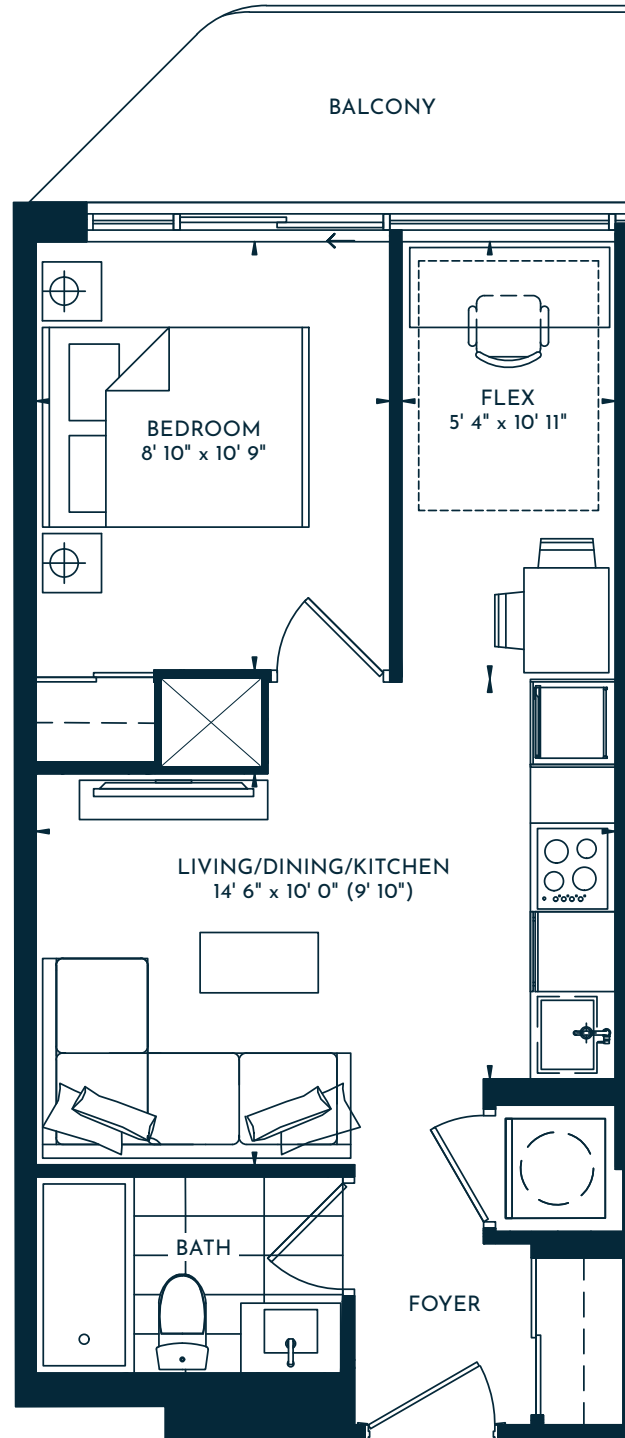 BALCONY
BEDROOM
8' 10" x 10' 9"
FLEX
5' 4" x 10' 11"
LIVING/DINING/KITCHEN
14' 6" x 10' 0" (9' 10")
BATH
FOYER